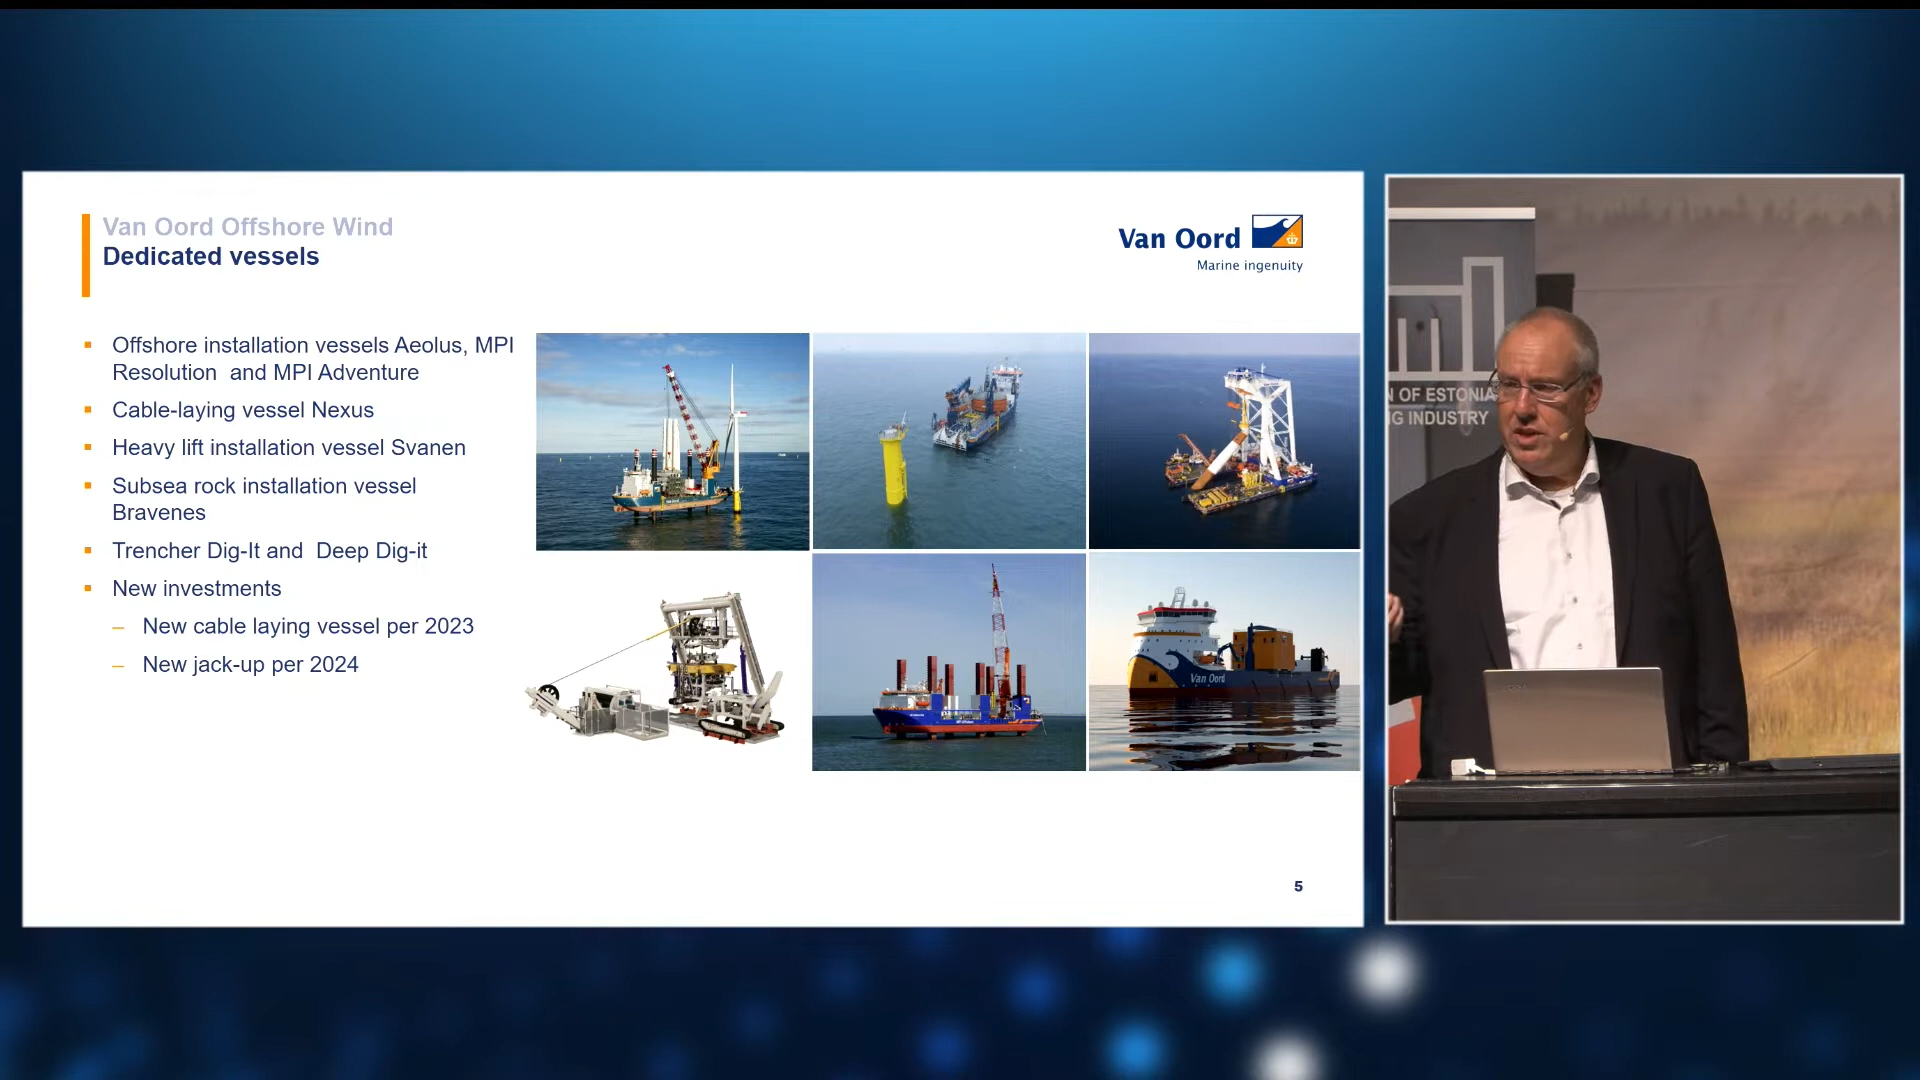 Van Oord Offshore Wind
Dedicated vessels
Van Oord
Marine ingenuity
Offshore installation vessels Aeolus, MPI
Resolution and MPI Adventure
Cable-laying vessel Nexus
Heavy lift installation vessel Svanen
Subsea rock installation vessel
Bravenes
Trencher Dig-It and Deep Dig-it
New investments
– New cable laying vessel per 2023
– New jack-up per 2024
Van Oord
5
N OF ESTONIA
G INDUSTRY